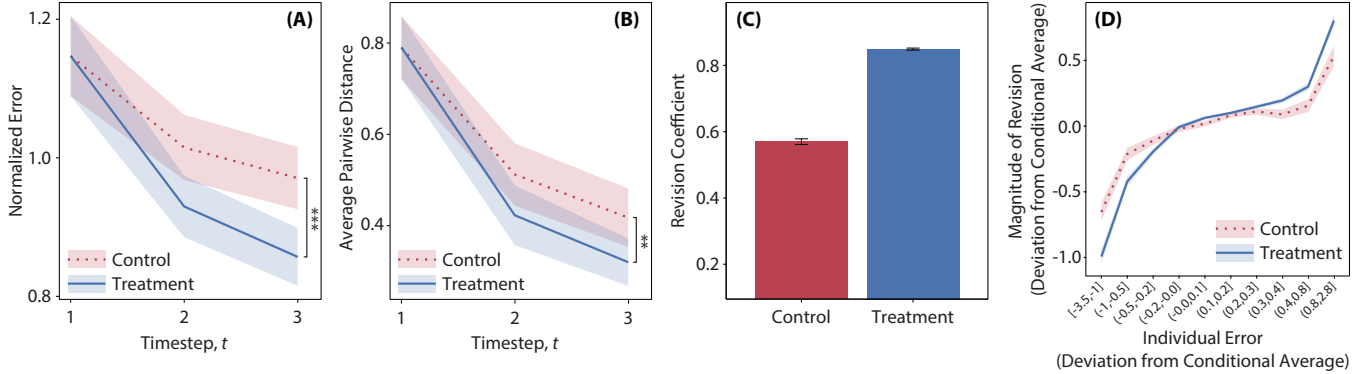 (A)
Normalized Error
1.2
1.0
0.8
Control
Treatment
***
1
2
3
Timestep, t
(B)
Average Pairwise Distance
0.8
0.6
0.4
Control
Treatment
**
1
2
3
Timestep, t
(C)
Revision Coefficient
0.8
0.6
0.4
0.2
Control
Treatment
(D)
Magnitude of Revision
(Deviation from Conditional Average)
0.5
0.0
-0.5
-1.0
Control
Treatment
[-3.5,-1]
(-1,-0.5]
(-0.5,-0.2]
(-0.2,-0.0]
(-0.0,0.1]
(0.1,0.2]
(0.2,0.3]
(0.3,0.4]
(0.4,0.8]
(0.8,2.8]
Individual Error
(Deviation from Conditional Average)